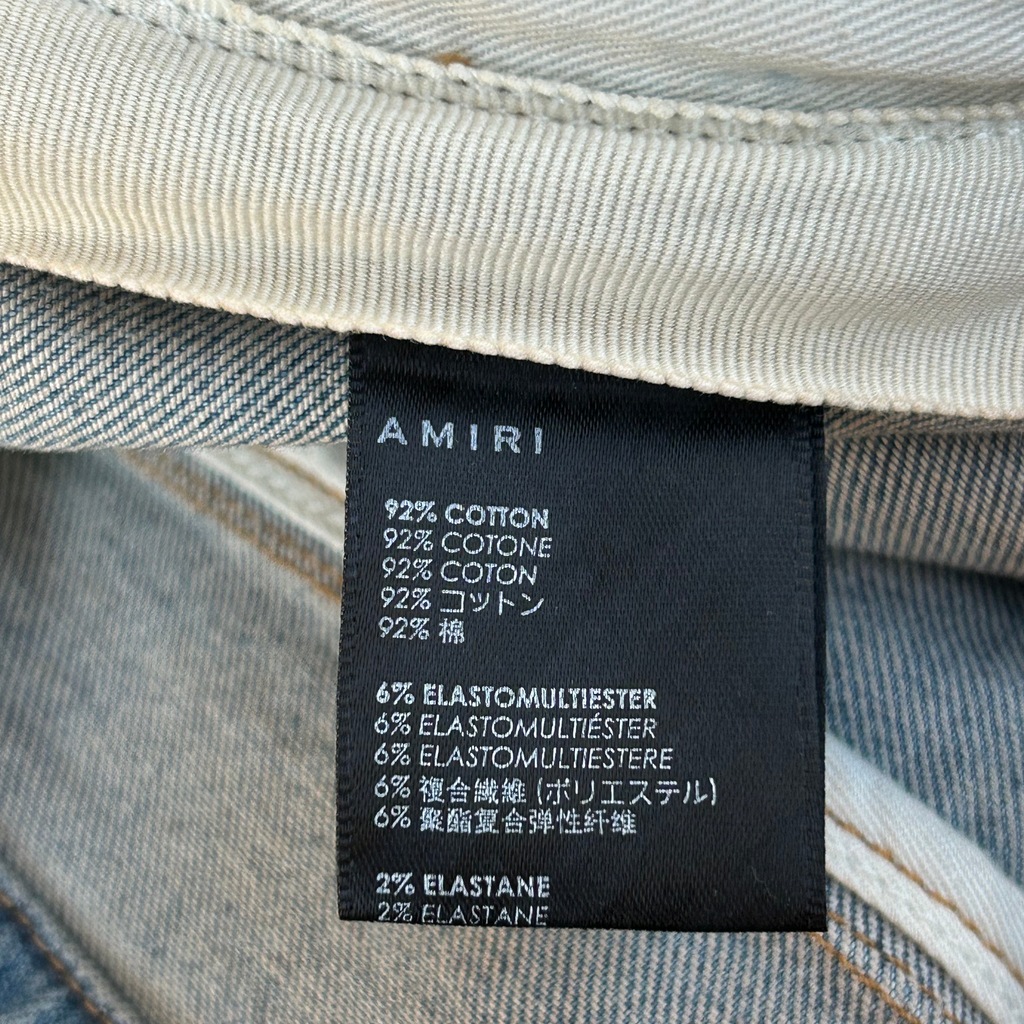 AMIRI
92% COTTON
92% COTONE
92% COTON
92% コットン
92% 棉
6% ELASTOMULTIESTER
6% ELASTOMULTIÉSTER
6% ELASTOMULTIESTERE
6% 複合繊維 (ポリエステル)
6% 聚酯复合弹性纤维
2% ELASTANE
2% ELASTANE